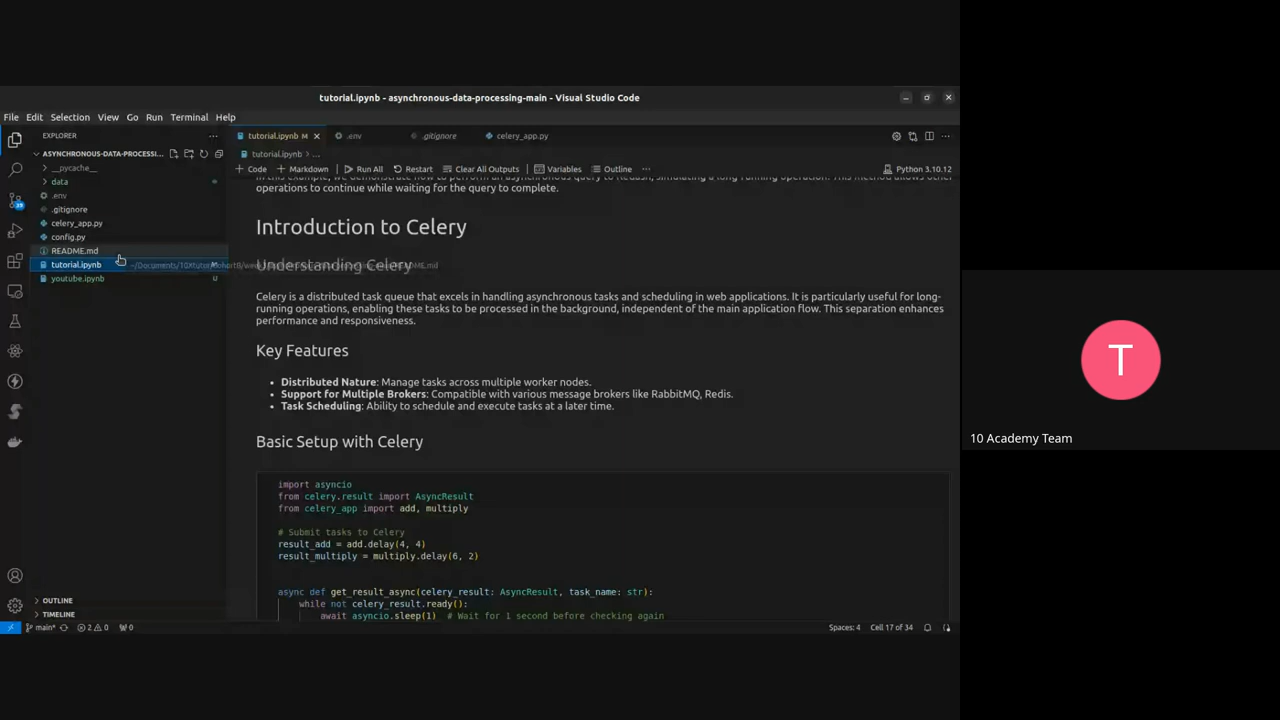 tutorial.ipynb - asynchronous-data-processing-main - Visual Studio Code
File Edit Selection View Go Run Terminal Help
EXPLORER
ASYNCHRONOUS-DATA-PROCESSI...
__pycache__
data
.env
.gitignore
celery_app.py
config.py
README.md
tutorial.ipynb M
youtube.ipynb U
OUTLINE
TIMELINE
tutorial.ipynb M .env .gitignore celery_app.py
tutorial.ipynb > ...
+ Code + Markdown Run All Restart Clear All Outputs Variables Outline ... Python 3.10.12
operations to continue while waiting for the query to complete.
Introduction to Celery
Understanding Celery
Celery is a distributed task queue that excels in handling asynchronous tasks and scheduling in web applications. It is particularly useful for long-
running operations, enabling these tasks to be processed in the background, independent of the main application flow. This separation enhances
performance and responsiveness.
Key Features
• Distributed Nature: Manage tasks across multiple worker nodes.
• Support for Multiple Brokers: Compatible with various message brokers like RabbitMQ, Redis.
• Task Scheduling: Ability to schedule and execute tasks at a later time.
Basic Setup with Celery
import asyncio
from celery.result import AsyncResult
from celery_app import add, multiply
# Submit tasks to Celery
result_add = add.delay(4, 4)
result_multiply = multiply.delay(6, 2)
async def get_result_async(celery_result: AsyncResult, task_name: str):
while not celery_result.ready():
await asyncio.sleep(1) # Wait for 1 second before checking again
main* 2 0 0 Spaces: 4 Cell 17 of 34
T
10 Academy Team